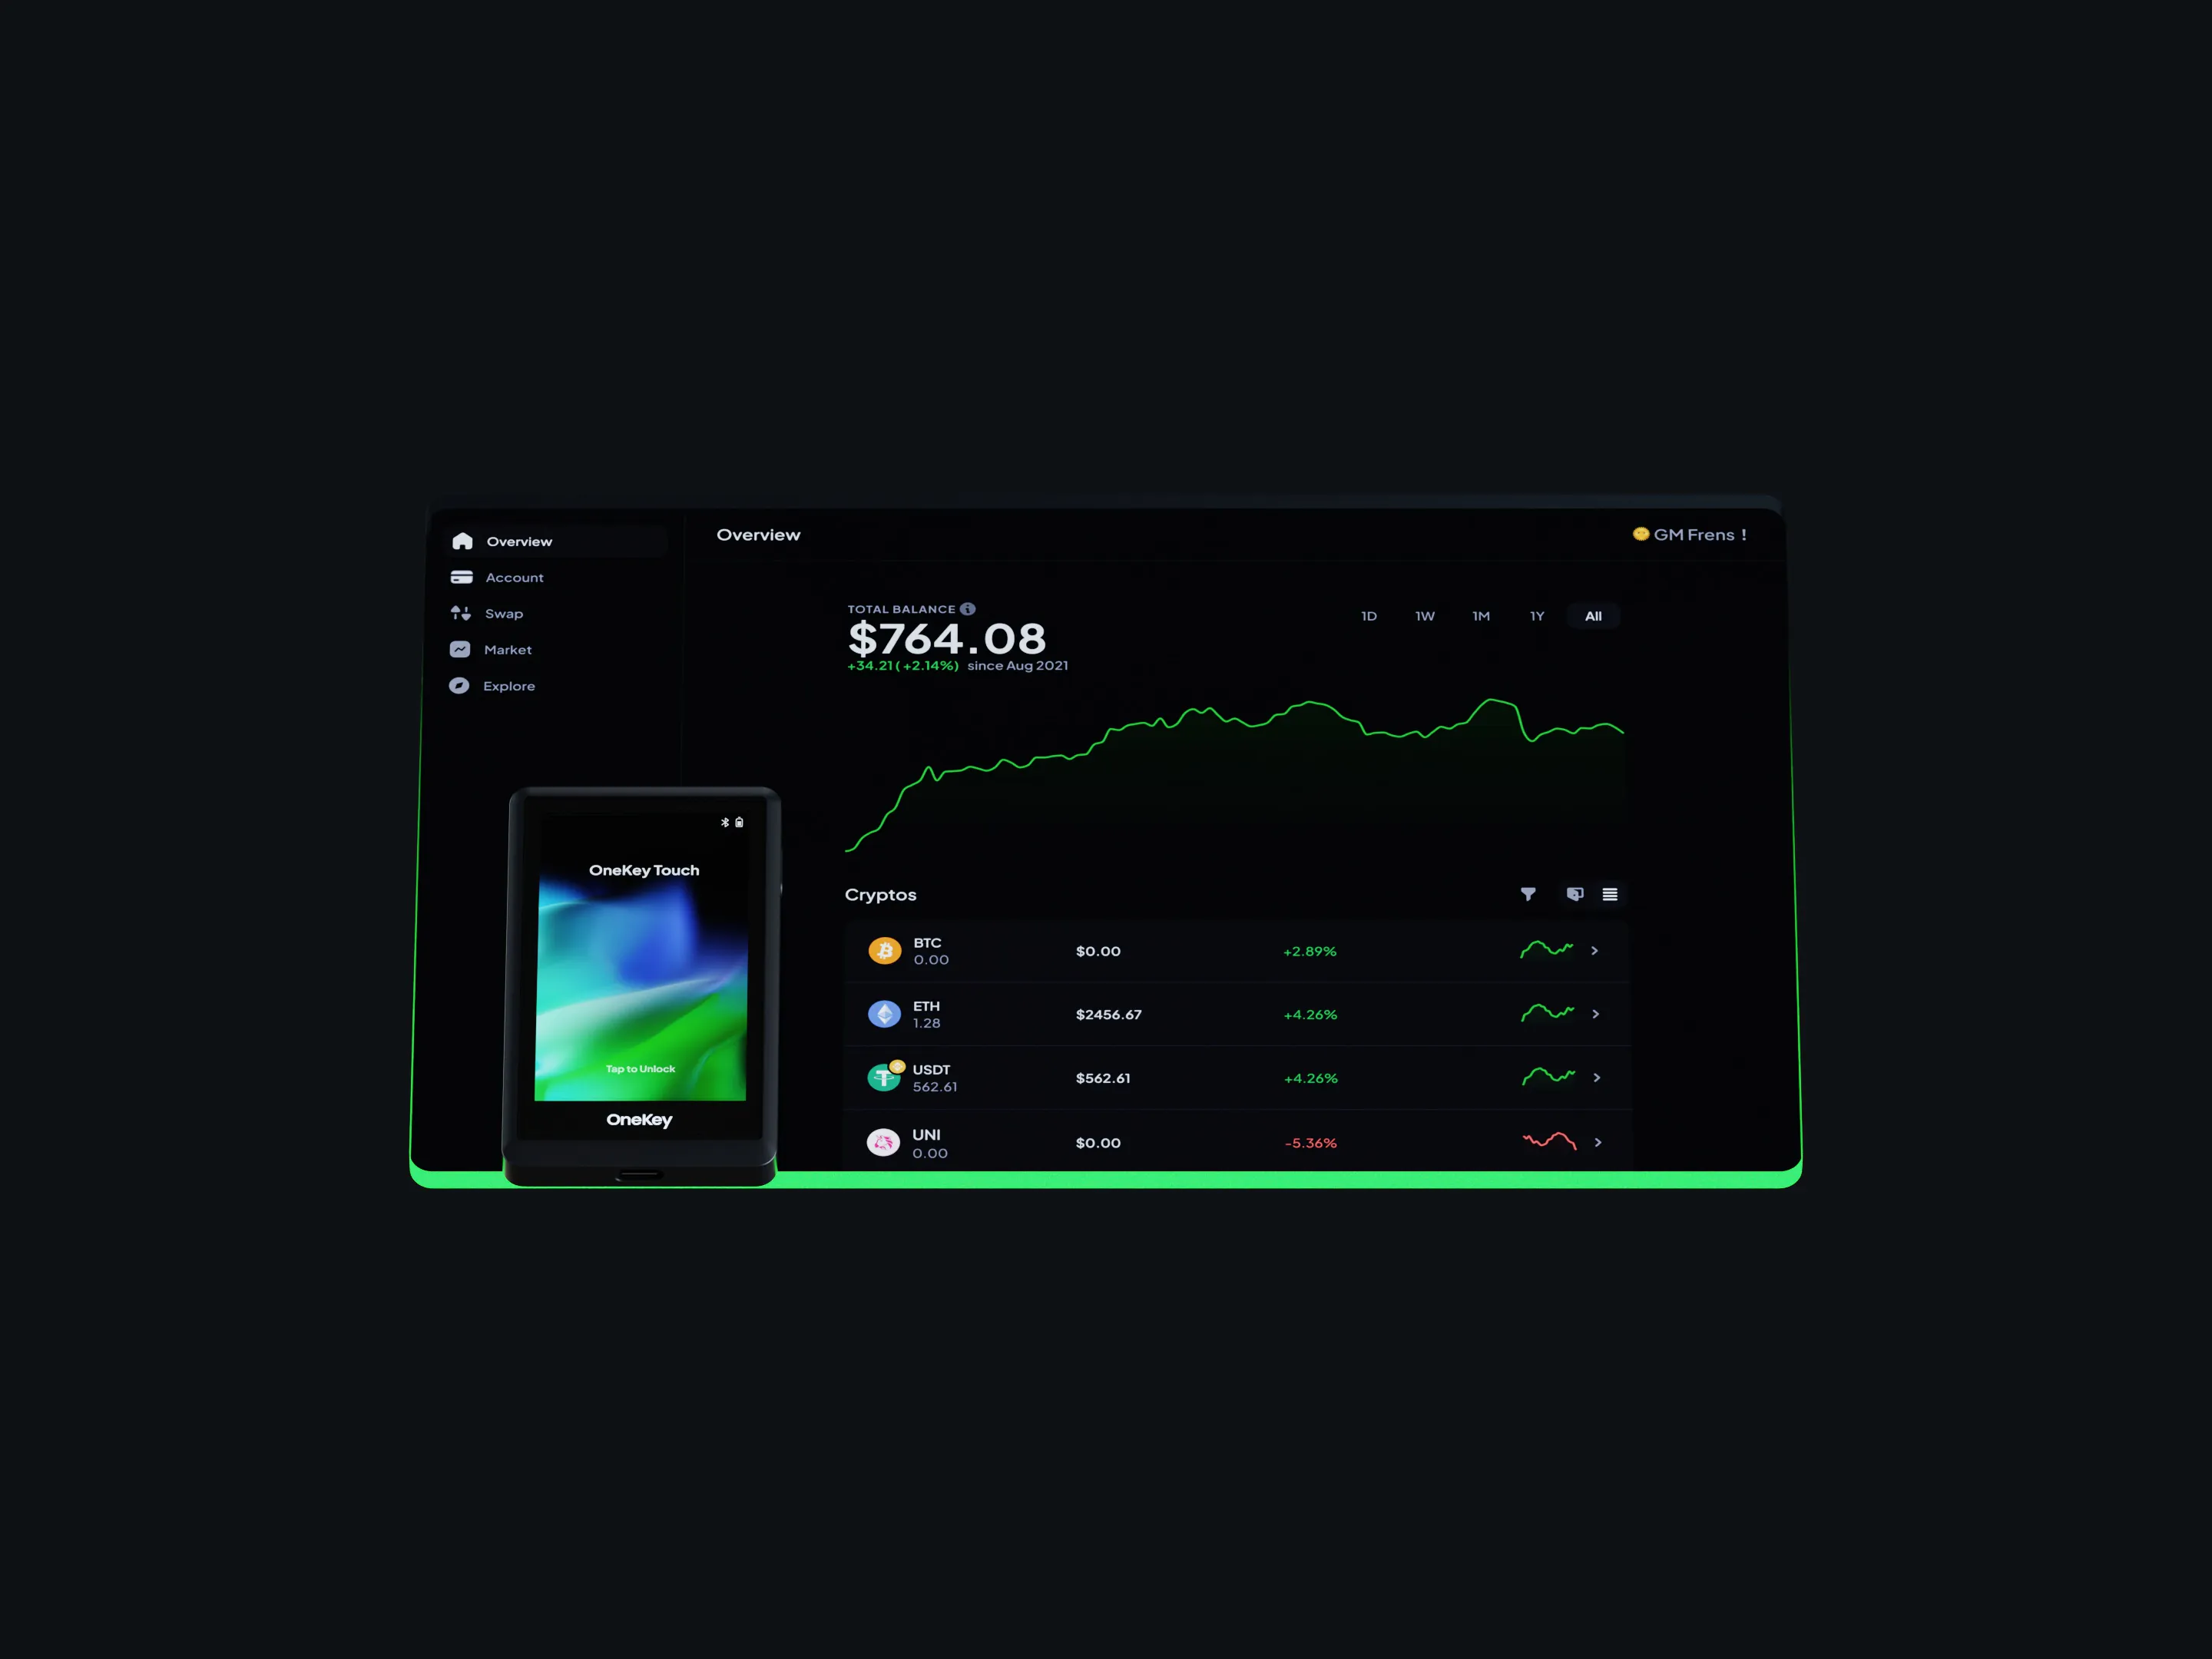 Overview
Account
Swap
Market
Explore
Overview
GM Frens !
TOTAL BALANCE
$764.08
+34.21 ( +2.14%) since Aug 2021
1D 1W 1M 1Y All
Cryptos
BTC
0.00
$0.00
+2.89%
ETH
1.28
$2456.67
+4.26%
USDT
562.61
$562.61
+4.26%
UNI
0.00
$0.00
-5.36%
OneKey Touch
Tap to Unlock
OneKey